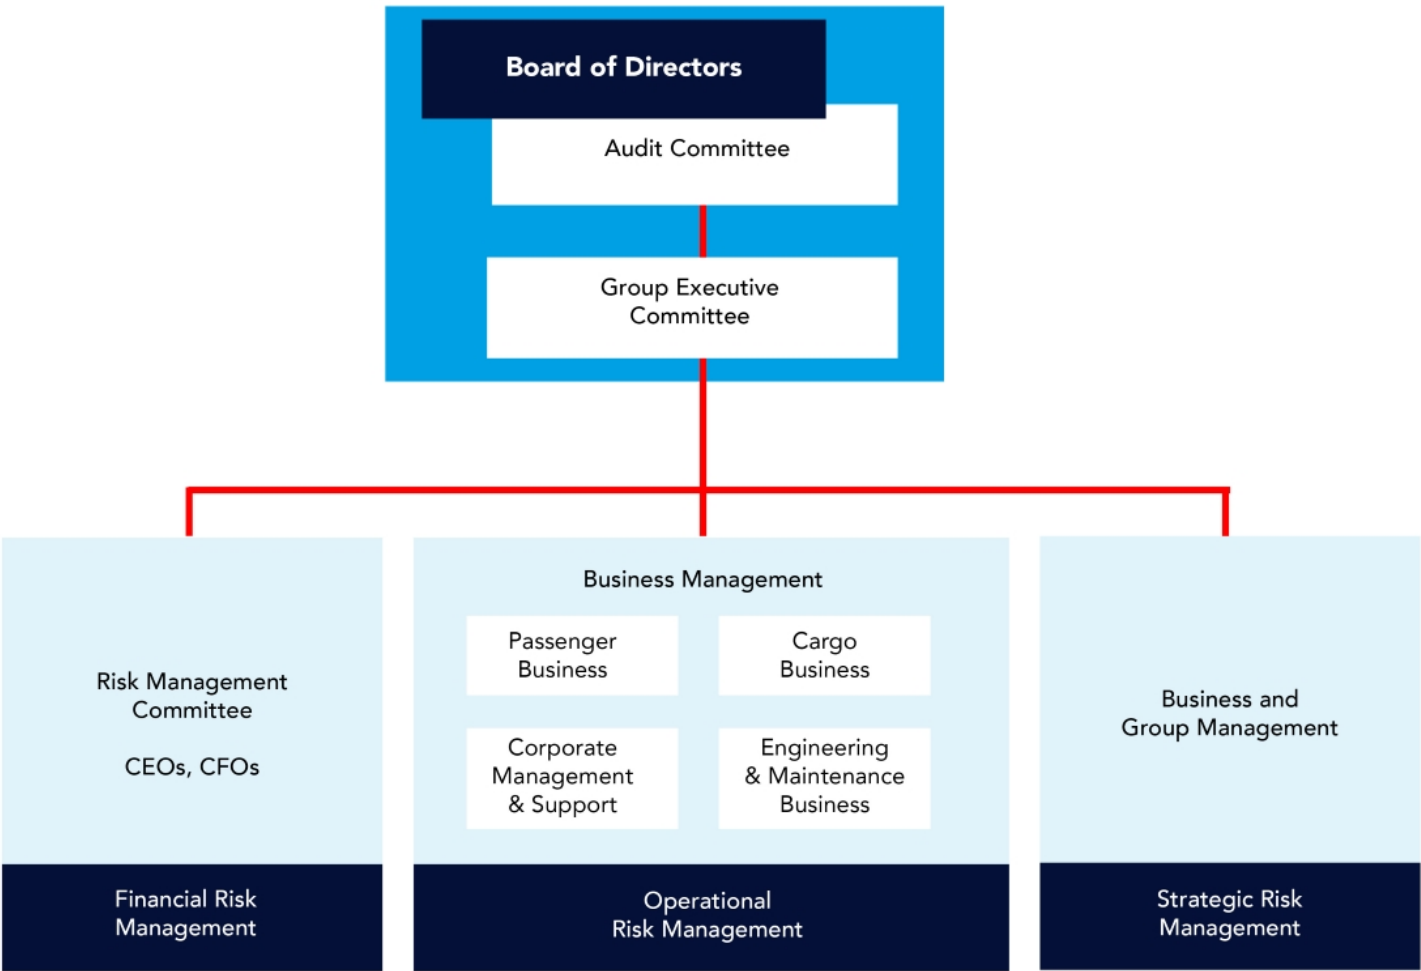 Board of Directors
Audit Committee
Group Executive
Committee
Risk Management
Committee
CEOs, CFOs
Financial Risk
Management
Business Management
Passenger
Business
Cargo
Business
Corporate
Management
& Support
Engineering
& Maintenance
Business
Operational
Risk Management
Business and
Group Management
Strategic Risk
Management